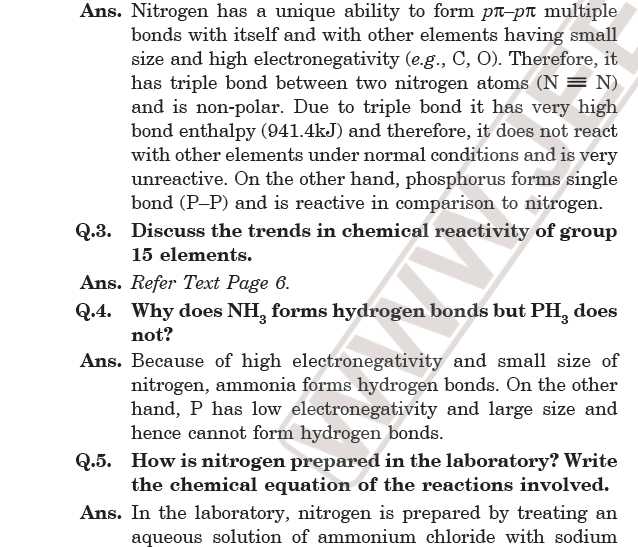 Ans. Nitrogen has a unique ability to form pπ–pπ multiple
bonds with itself and with other elements having small
size and high electronegativity (e.g., C, O). Therefore, it
has triple bond between two nitrogen atoms (N ≡ N)
and is non-polar. Due to triple bond it has very high
bond enthalpy (941.4kJ) and therefore, it does not react
with other elements under normal conditions and is very
unreactive. On the other hand, phosphorus forms single
bond (P–P) and is reactive in comparison to nitrogen.
Q.3. Discuss the trends in chemical reactivity of group
15 elements.
Ans. Refer Text Page 6.
Q.4. Why does NH₃ forms hydrogen bonds but PH₃ does
not?
Ans. Because of high electronegativity and small size of
nitrogen, ammonia forms hydrogen bonds. On the other
hand, P has low electronegativity and large size and
hence cannot form hydrogen bonds.
Q.5. How is nitrogen prepared in the laboratory? Write
the chemical equation of the reactions involved.
Ans. In the laboratory, nitrogen is prepared by treating an
aqueous solution of ammonium chloride with sodium
WWW.JEE